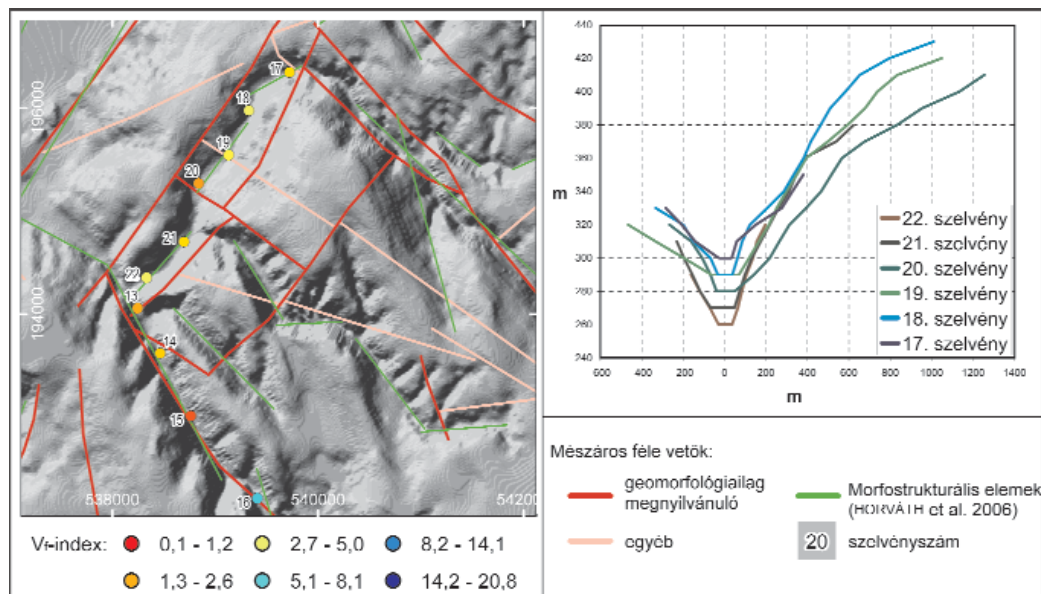 17
18
196000
19
20
21
22
13
194000
14
15
16
538000
540000
542000
Vf-index:
0,1 - 1,2
2,7 - 5,0
8,2 - 14,1
1,3 - 2,6
5,1 - 8,1
14,2 - 20,8
440
420
400
380
m
340
320
300
280
260
240
600
400
200
0
200
400
600
800
1000
1200
1400
m
22. szelvény
21. szelvény
20. szelvény
19. szelvény
18. szelvény
17. szelvény
Mészáros féle vetők:
geomorfológiailag
megnyilvánuló
Morfostrukturális elemek
(HORVÁTH et al. 2006)
egyéb
20
szelvényszám